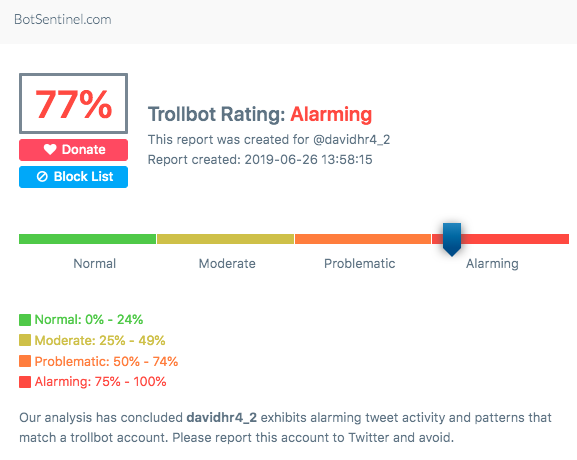 BotSentinel.com
77%
Donate
Block List
Trollbot Rating: Alarming
This report was created for @davidhr4_2
Report created: 2019-06-26 13:58:15
Normal Moderate Problematic Alarming
Normal: 0% - 24%
Moderate: 25% - 49%
Problematic: 50% - 74%
Alarming: 75% - 100%
Our analysis has concluded davidhr4_2 exhibits alarming tweet activity and patterns that
match a trollbot account. Please report this account to Twitter and avoid.